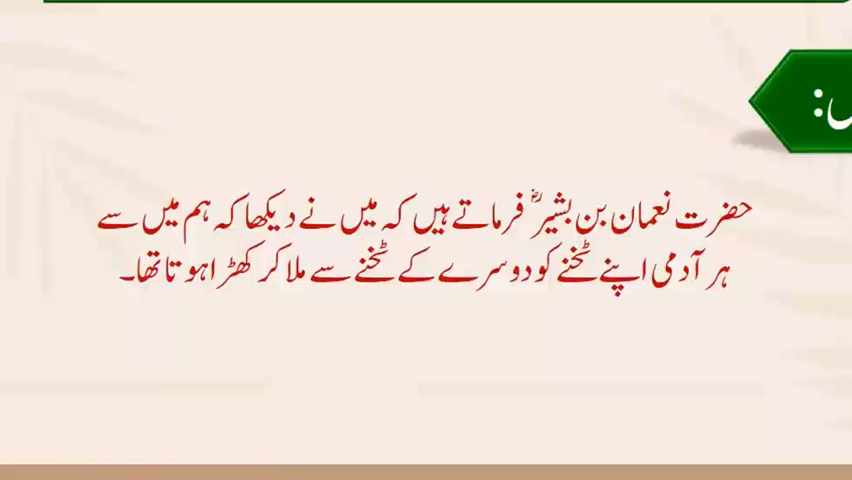 حضرت نعمان بن بشیرؓ فرماتے ہیں کہ میں نے دیکھا کہ ہم میں سے
ہر آدمی اپنے ٹخنے کو دوسرے کے ٹخنے سے ملا کر کھڑا ہوتا تھا۔